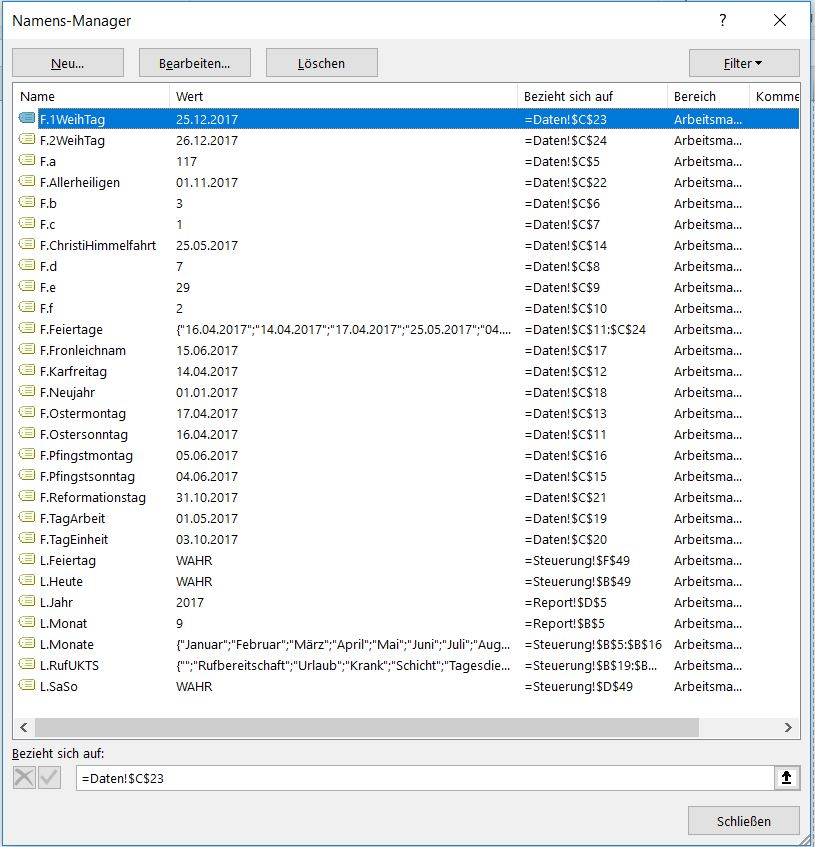 Namens-Manager ?
Neu... Bearbeiten... Löschen Filter
Name Wert Bezieht sich auf Bereich Komme
F.1WeihTag 25.12.2017 =Daten!$C$23 Arbeitsma...
F.2WeihTag 26.12.2017 =Daten!$C$24 Arbeitsma...
F.a 117 =Daten!$C$5 Arbeitsma...
F.Allerheiligen 01.11.2017 =Daten!$C$22 Arbeitsma...
F.b 3 =Daten!$C$6 Arbeitsma...
F.c 1 =Daten!$C$7 Arbeitsma...
F.ChristiHimmelfahrt 25.05.2017 =Daten!$C$14 Arbeitsma...
F.d 7 =Daten!$C$8 Arbeitsma...
F.e 29 =Daten!$C$9 Arbeitsma...
F.f 2 =Daten!$C$10 Arbeitsma...
F.Feiertage {"16.04.2017";"14.04.2017";"17.04.2017";"25.05.2017";"04.... =Daten!$C$11:$C$24 Arbeitsma...
F.Fronleichnam 15.06.2017 =Daten!$C$17 Arbeitsma...
F.Karfreitag 14.04.2017 =Daten!$C$12 Arbeitsma...
F.Neujahr 01.01.2017 =Daten!$C$18 Arbeitsma...
F.Ostermontag 17.04.2017 =Daten!$C$13 Arbeitsma...
F.Ostersonntag 16.04.2017 =Daten!$C$11 Arbeitsma...
F.Pfingstmontag 05.06.2017 =Daten!$C$16 Arbeitsma...
F.Pfingstsonntag 04.06.2017 =Daten!$C$15 Arbeitsma...
F.Reformationstag 31.10.2017 =Daten!$C$21 Arbeitsma...
F.TagArbeit 01.05.2017 =Daten!$C$19 Arbeitsma...
F.TagEinheit 03.10.2017 =Daten!$C$20 Arbeitsma...
L.Feiertag WAHR =Steuerung!$F$49 Arbeitsma...
L.Heute WAHR =Steuerung!$B$49 Arbeitsma...
L.Jahr 2017 =Report!$D$5 Arbeitsma...
L.Monat 9 =Report!$B$5 Arbeitsma...
L.Monate {"Januar";"Februar";"März";"April";"Mai";"Juni";"Juli";"Aug... =Steuerung!$B$5:$B$16 Arbeitsma...
L.RufUKTS {"";"Rufbereitschaft";"Urlaub";"Krank";"Schicht";"Tagesdie... =Steuerung!$B$19:$B... Arbeitsma...
L.SaSo WAHR =Steuerung!$D$49 Arbeitsma...
Bezieht sich auf:
=Daten!$C$23
Schließen